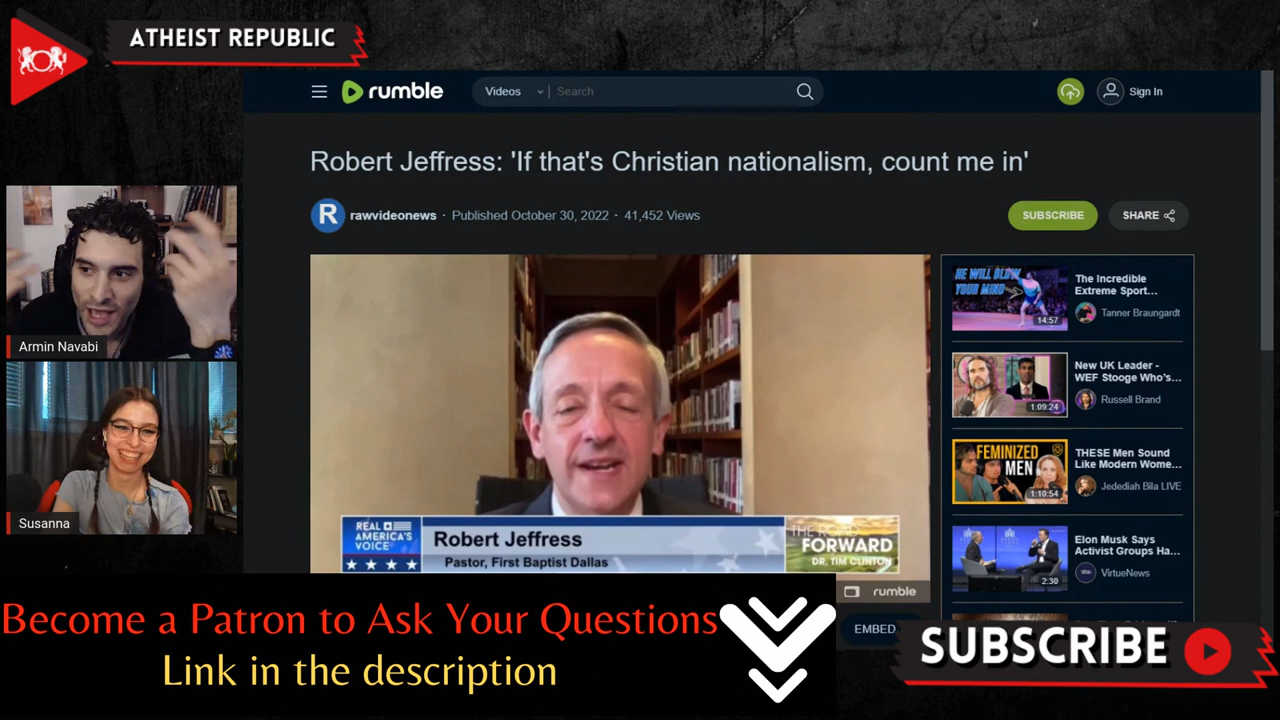 ATHEIST REPUBLIC
rumble
Videos
Search
Sign In
Robert Jeffress: 'If that's Christian nationalism, count me in'
R
rawvideonews · Published October 30, 2022 · 41,452 Views
SUBSCRIBE
SHARE
Armin Navabi
Susanna
REAL
AMERICA'S
VOICE
Robert Jeffress
Pastor, First Baptist Dallas
THE ROAD
FORWARD
DR. TIM CLINTON
rumble
EMBED
HE WILL BLOW
YOUR MIND
14:57
The Incredible
Extreme Sport...
Tanner Braungardt
1:09:24
New UK Leader -
WEF Stooge Who's...
Russell Brand
FEMINIZED
MEN
1:10:54
THESE Men Sound
Like Modern Wome...
Jedediah Bila LIVE
2:30
Elon Musk Says
Activist Groups Ha...
VirtueNews
Become a Patron to Ask Your Questions
Link in the description
SUBSCRIBE